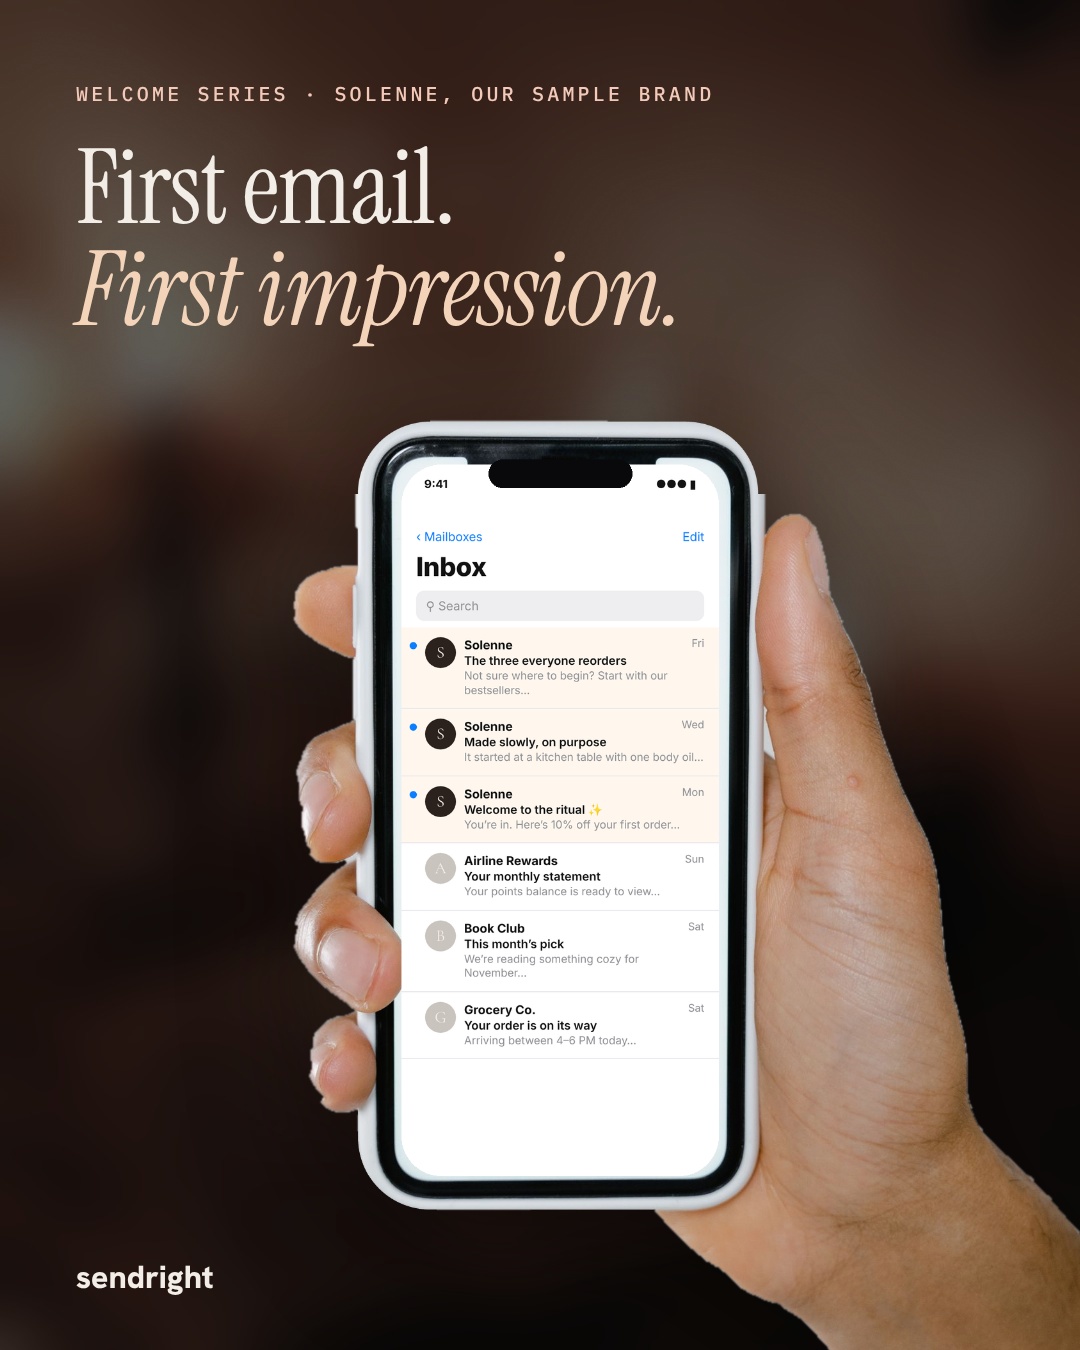 WELCOME SERIES · SOLENNE, OUR SAMPLE BRAND
First email.
First impression.
9:41
‹ Mailboxes
Edit
Inbox
Search
S
Solenne
Fri
The three everyone reorders
Not sure where to begin? Start with our
bestsellers...
S
Solenne
Wed
Made slowly, on purpose
It started at a kitchen table with one body oil...
S
Solenne
Mon
Welcome to the ritual ✨
You're in. Here's 10% off your first order...
A
Airline Rewards
Sun
Your monthly statement
Your points balance is ready to view...
B
Book Club
Sat
This month's pick
We're reading something cozy for
November...
G
Grocery Co.
Sat
Your order is on its way
Arriving between 4–6 PM today...
sendright